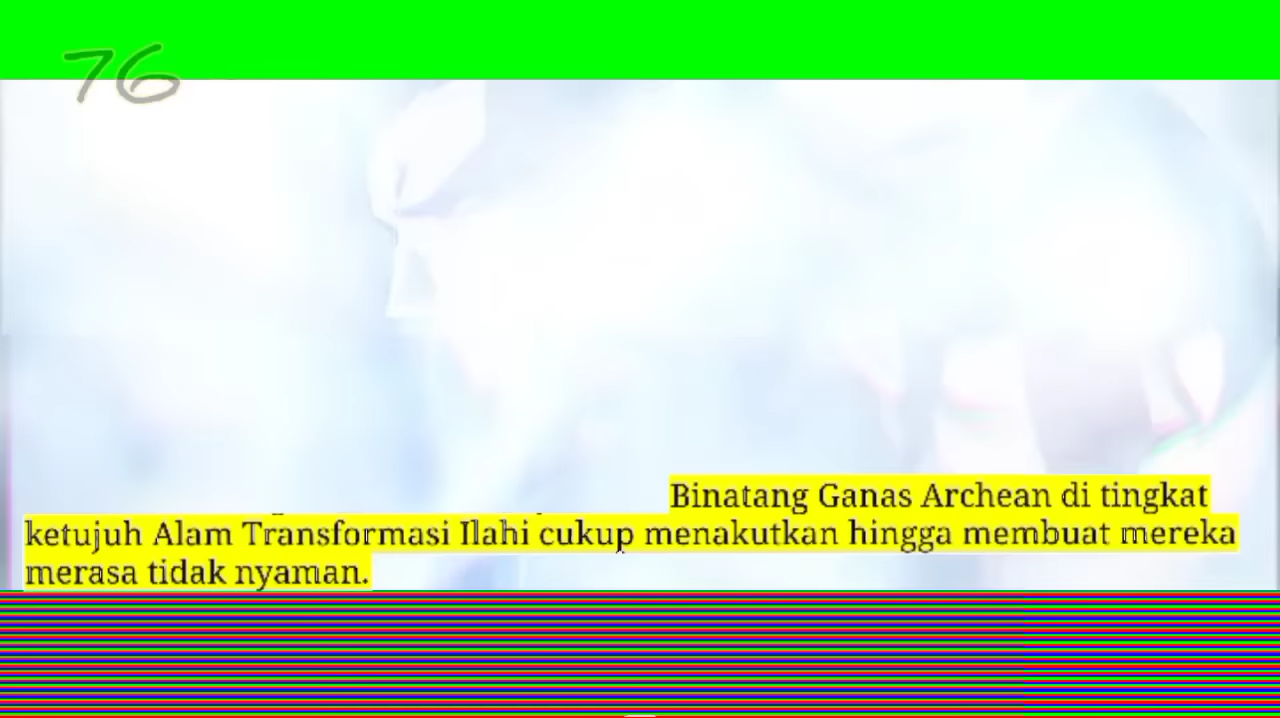 76
Binatang Ganas Archean di tingkat
ketujuh Alam Transformasi Ilahi cukup menakutkan hingga membuat mereka
merasa tidak nyaman.